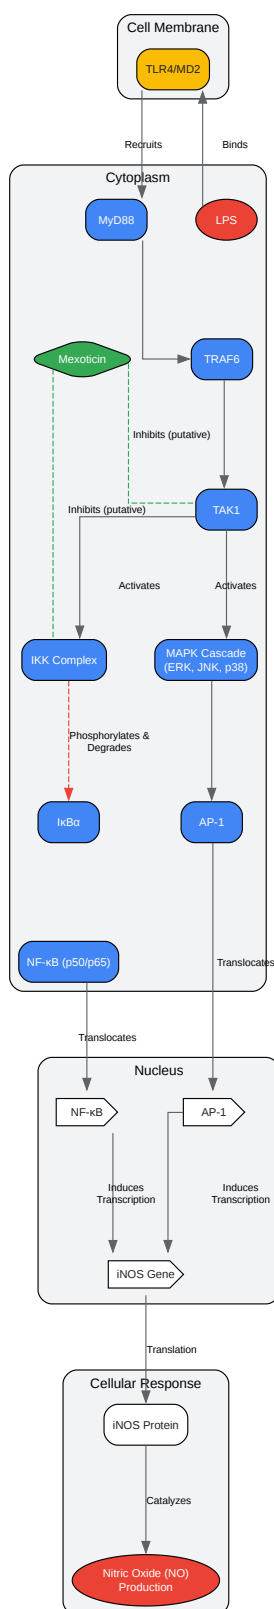 Cell Membrane
TLR4/MD2
Recruits
Binds
Cytoplasm
MyD88
LPS
Mexoticin
TRAF6
Inhibits (putative)
TAK1
Inhibits (putative)
Activates
Activates
IKK Complex
MAPK Cascade
(ERK, JNK, p38)
Phosphorylates &
Degrades
IκBα
AP-1
NF-κB (p50/p65)
Translocates
Translocates
Nucleus
NF-κB
AP-1
Induces
Transcription
Induces
Transcription
iNOS Gene
Translation
Cellular Response
iNOS Protein
Catalyzes
Nitric Oxide (NO)
Production